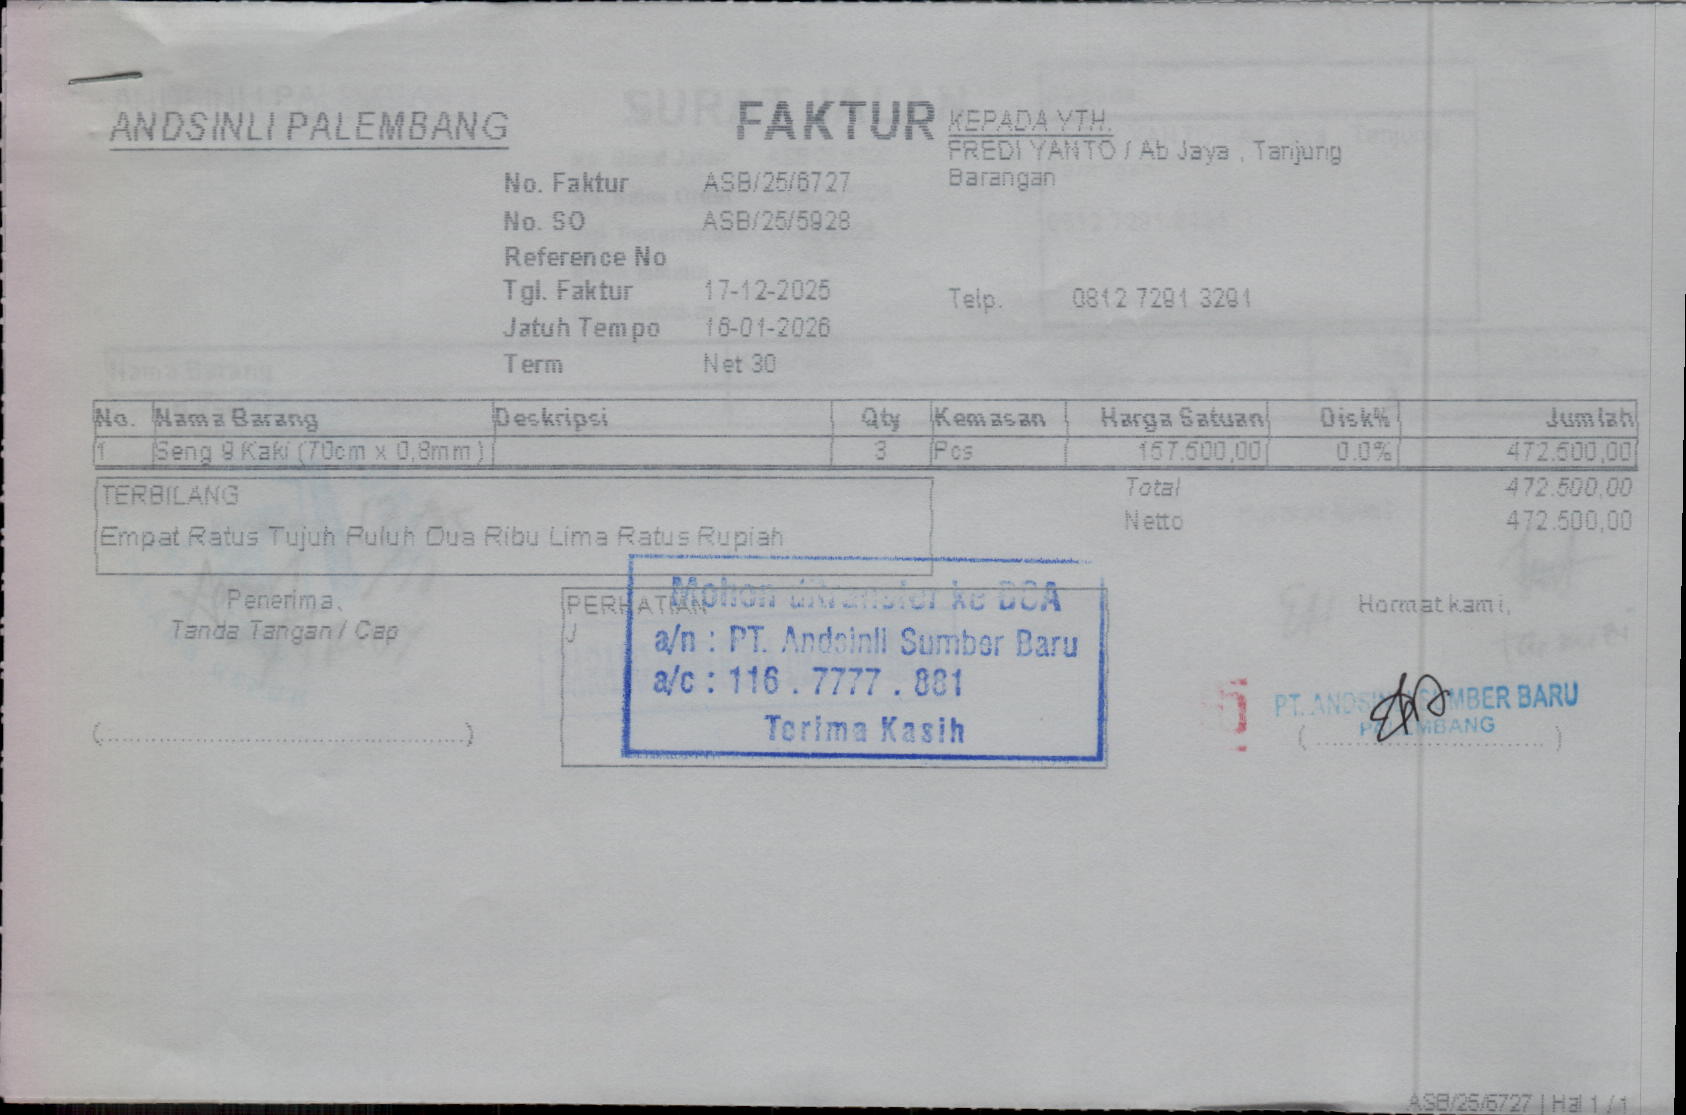 ANDSINLI PALEMBANG
FAKTUR
KEPADA YTH.
FREDI YANTO / Ab Jaya , Tanjung
Barangan
No. Faktur ASB/25/6727
No. SO ASB/25/5928
Reference No
Tgl. Faktur 17-12-2025
Telp. 0812 7291 3291
Jatuh Tempo 16-01-2026
Term Net 30
No. Nama Barang Deskripsi Qty Kemasan Harga Satuan Disk% Jumlah
1 Seng 9 Kaki (70cm x 0,8mm) 3 Pcs 157.500,00 0.0% 472.500,00
TERBILANG
Empat Ratus Tujuh Puluh Dua Ribu Lima Ratus Rupiah
Total 472.500,00
Netto 472.500,00
Penerima,
Tanda Tangan / Cap
(................................................)
PERHATIAN
Mohon ditransfer ke BCA
a/n : PT. Andsinli Sumber Baru
a/c : 116 . 7777 . 881
Terima Kasih
Hormat kami,
PT. ANDSINLI SUMBER BARU
PALEMBANG
(..............................)
ASB/25/6727 | Hal 1 / 1